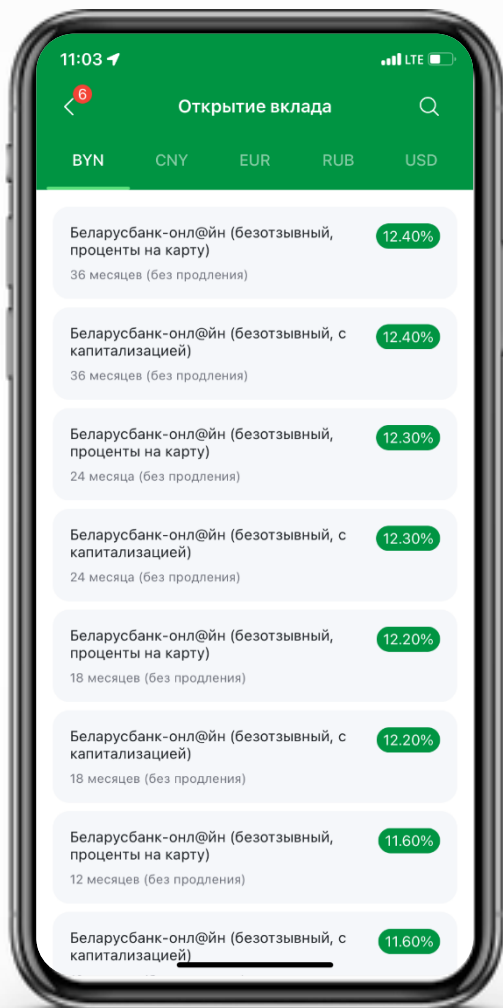 11:03
LTE
6
Открытие вклада
BYN CNY EUR RUB USD
Беларусбанк-онл@йн (безотзывный,
проценты на карту)
12.40%
36 месяцев (без продления)
Беларусбанк-онл@йн (безотзывный, с
капитализацией)
12.40%
36 месяцев (без продления)
Беларусбанк-онл@йн (безотзывный,
проценты на карту)
12.30%
24 месяца (без продления)
Беларусбанк-онл@йн (безотзывный, с
капитализацией)
12.30%
24 месяца (без продления)
Беларусбанк-онл@йн (безотзывный,
проценты на карту)
12.20%
18 месяцев (без продления)
Беларусбанк-онл@йн (безотзывный, с
капитализацией)
12.20%
18 месяцев (без продления)
Беларусбанк-онл@йн (безотзывный,
проценты на карту)
11.60%
12 месяцев (без продления)
Беларусбанк-онл@йн (безотзывный, с
капитализацией)
11.60%